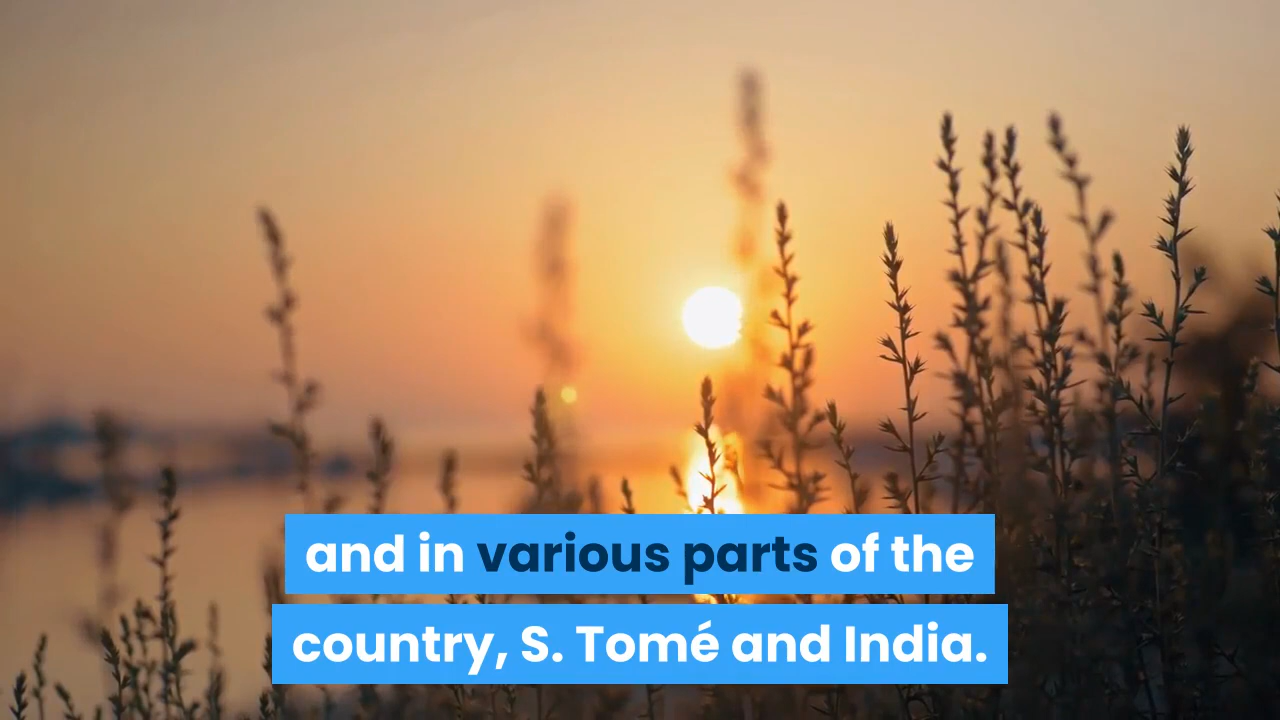 and in various parts of the
country, S. Tomé and India.